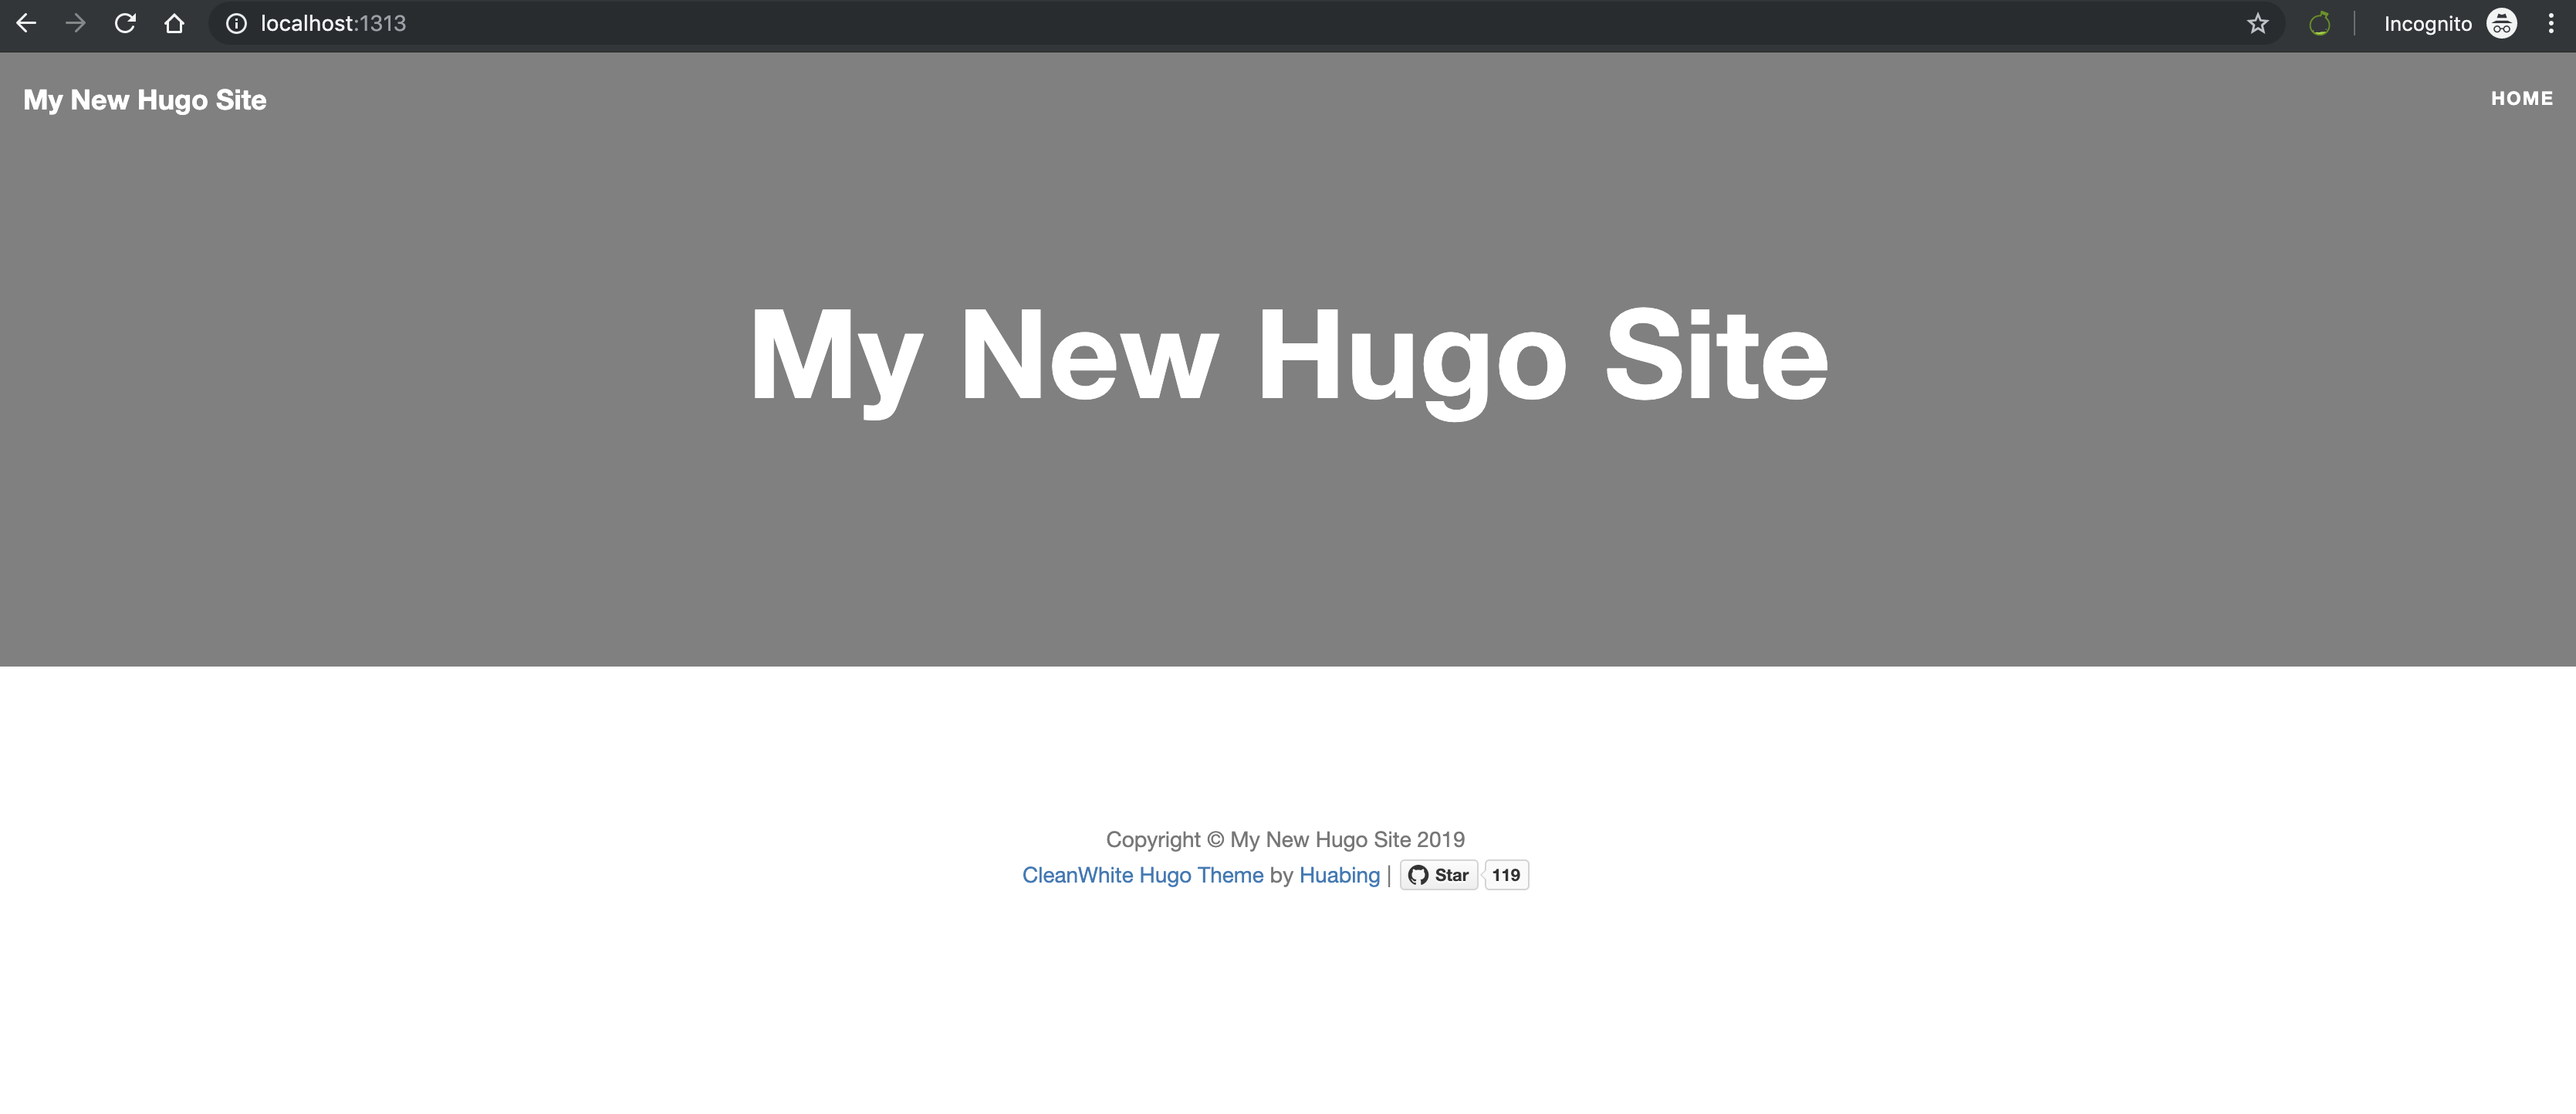 localhost:1313
Incognito
My New Hugo Site
HOME
My New Hugo Site
Copyright © My New Hugo Site 2019
CleanWhite Hugo Theme by Huabing | Star 119